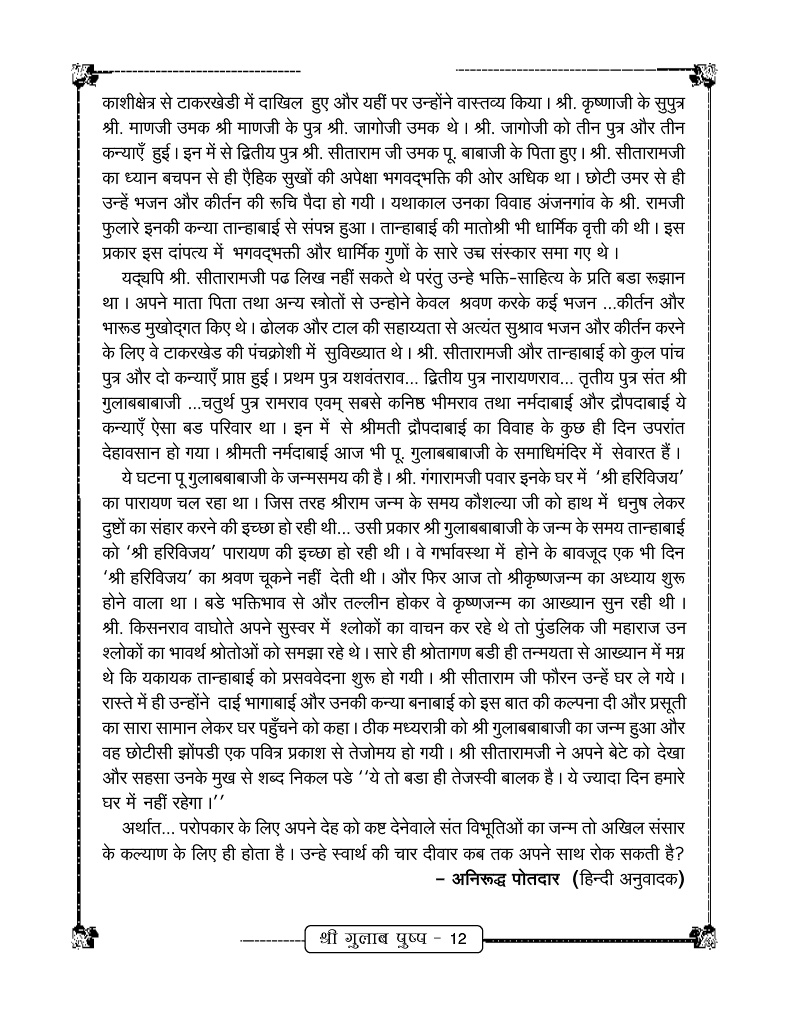 काशीक्षेत्र से टाकरखेडी में दाखिल हुए और यहीं पर उन्होंने वास्तव्य किया । श्री. कृष्णाजी के सुपुत्र
श्री. माणजी उमक श्री माणजी के पुत्र श्री. जागोजी उमक थे । श्री. जागोजी को तीन पुत्र और तीन
कन्याएँ हुई । इन में से द्वितीय पुत्र श्री. सीताराम जी उमक पू. बाबाजी के पिता हुए । श्री. सीतारामजी
का ध्यान बचपन से ही ऐहिक सुखों की अपेक्षा भगवद्‌भक्ति की ओर अधिक था । छोटी उमर से ही
उन्हें भजन और कीर्तन की रूचि पैदा हो गयी । यथाकाल उनका विवाह अंजनगांव के श्री. रामजी
फुलारे इनकी कन्या तान्हाबाई से संपन्न हुआ । तान्हाबाई की मातोश्री भी धार्मिक वृत्ती की थी । इस
प्रकार इस दांपत्य में भगवद्‌भक्ती और धार्मिक गुणों के सारे उच्च संस्कार समा गए थे ।
यद्यपि श्री. सीतारामजी पढ लिख नहीं सकते थे परंतु उन्हे भक्ति-साहित्य के प्रति बडा रूझान
था । अपने माता पिता तथा अन्य स्त्रोतों से उन्होने केवल श्रवण करके कई भजन ...कीर्तन और
भारूड मुखोद्‌गत किए थे । ढोलक और टाल की सहाय्यता से अत्यंत सुश्राव भजन और कीर्तन करने
के लिए वे टाकरखेड की पंचक्रोशी में सुविख्यात थे । श्री. सीतारामजी और तान्हाबाई को कुल पांच
पुत्र और दो कन्याएँ प्राप्त हुई । प्रथम पुत्र यशवंतराव... द्वितीय पुत्र नारायणराव... तृतीय पुत्र संत श्री
गुलाबबाबाजी ...चतुर्थ पुत्र रामराव एवम् सबसे कनिष्ठ भीमराव तथा नर्मदाबाई और द्रौपदाबाई ये
कन्याएँ ऐसा बड परिवार था । इन में से श्रीमती द्रौपदाबाई का विवाह के कुछ ही दिन उपरांत
देहावसान हो गया । श्रीमती नर्मदाबाई आज भी पू. गुलाबबाबाजी के समाधिमंदिर में सेवारत हैं ।
ये घटना पू गुलाबबाबाजी के जन्मसमय की है । श्री. गंगारामजी पवार इनके घर में ‘श्री हरिविजय’
का पारायण चल रहा था । जिस तरह श्रीराम जन्म के समय कौशल्या जी को हाथ में धनुष लेकर
दुष्टों का संहार करने की इच्छा हो रही थी... उसी प्रकार श्री गुलाबबाबाजी के जन्म के समय तान्हाबाई
को ‘श्री हरिविजय’ पारायण की इच्छा हो रही थी । वे गर्भावस्था में होने के बावजूद एक भी दिन
‘श्री हरिविजय’ का श्रवण चूकने नहीं देती थी । और फिर आज तो श्रीकृष्णजन्म का अध्याय शुरू
होने वाला था । बडे भक्तिभाव से और तल्लीन होकर वे कृष्णजन्म का आख्यान सुन रही थी ।
श्री. किसनराव वाघोते अपने सुस्वर में श्लोकों का वाचन कर रहे थे तो पुंडलिक जी महाराज उन
श्लोकों का भावर्थ श्रोतोओं को समझा रहे थे । सारे ही श्रोतागण बडी ही तन्मयता से आख्यान में मग्न
थे कि यकायक तान्हाबाई को प्रसववेदना शुरू हो गयी । श्री सीताराम जी फौरन उन्हें घर ले गये ।
रास्ते में ही उन्होंने दाई भागाबाई और उनकी कन्या बनाबाई को इस बात की कल्पना दी और प्रसूती
का सारा सामान लेकर घर पहुँचने को कहा । ठीक मध्यरात्री को श्री गुलाबबाबाजी का जन्म हुआ और
वह छोटीसी झोंपडी एक पवित्र प्रकाश से तेजोमय हो गयी । श्री सीतारामजी ने अपने बेटे को देखा
और सहसा उनके मुख से शब्द निकल पडे ‘‘ये तो बडा ही तेजस्वी बालक है । ये ज्यादा दिन हमारे
घर में नहीं रहेगा ।’’
अर्थात... परोपकार के लिए अपने देह को कष्ट देनेवाले संत विभूतिओं का जन्म तो अखिल संसार
के कल्याण के लिए ही होता है । उन्हे स्वार्थ की चार दीवार कब तक अपने साथ रोक सकती है?
- अनिरूद्ध पोतदार (हिन्दी अनुवादक)
श्री गुलाब पुष्प - 12